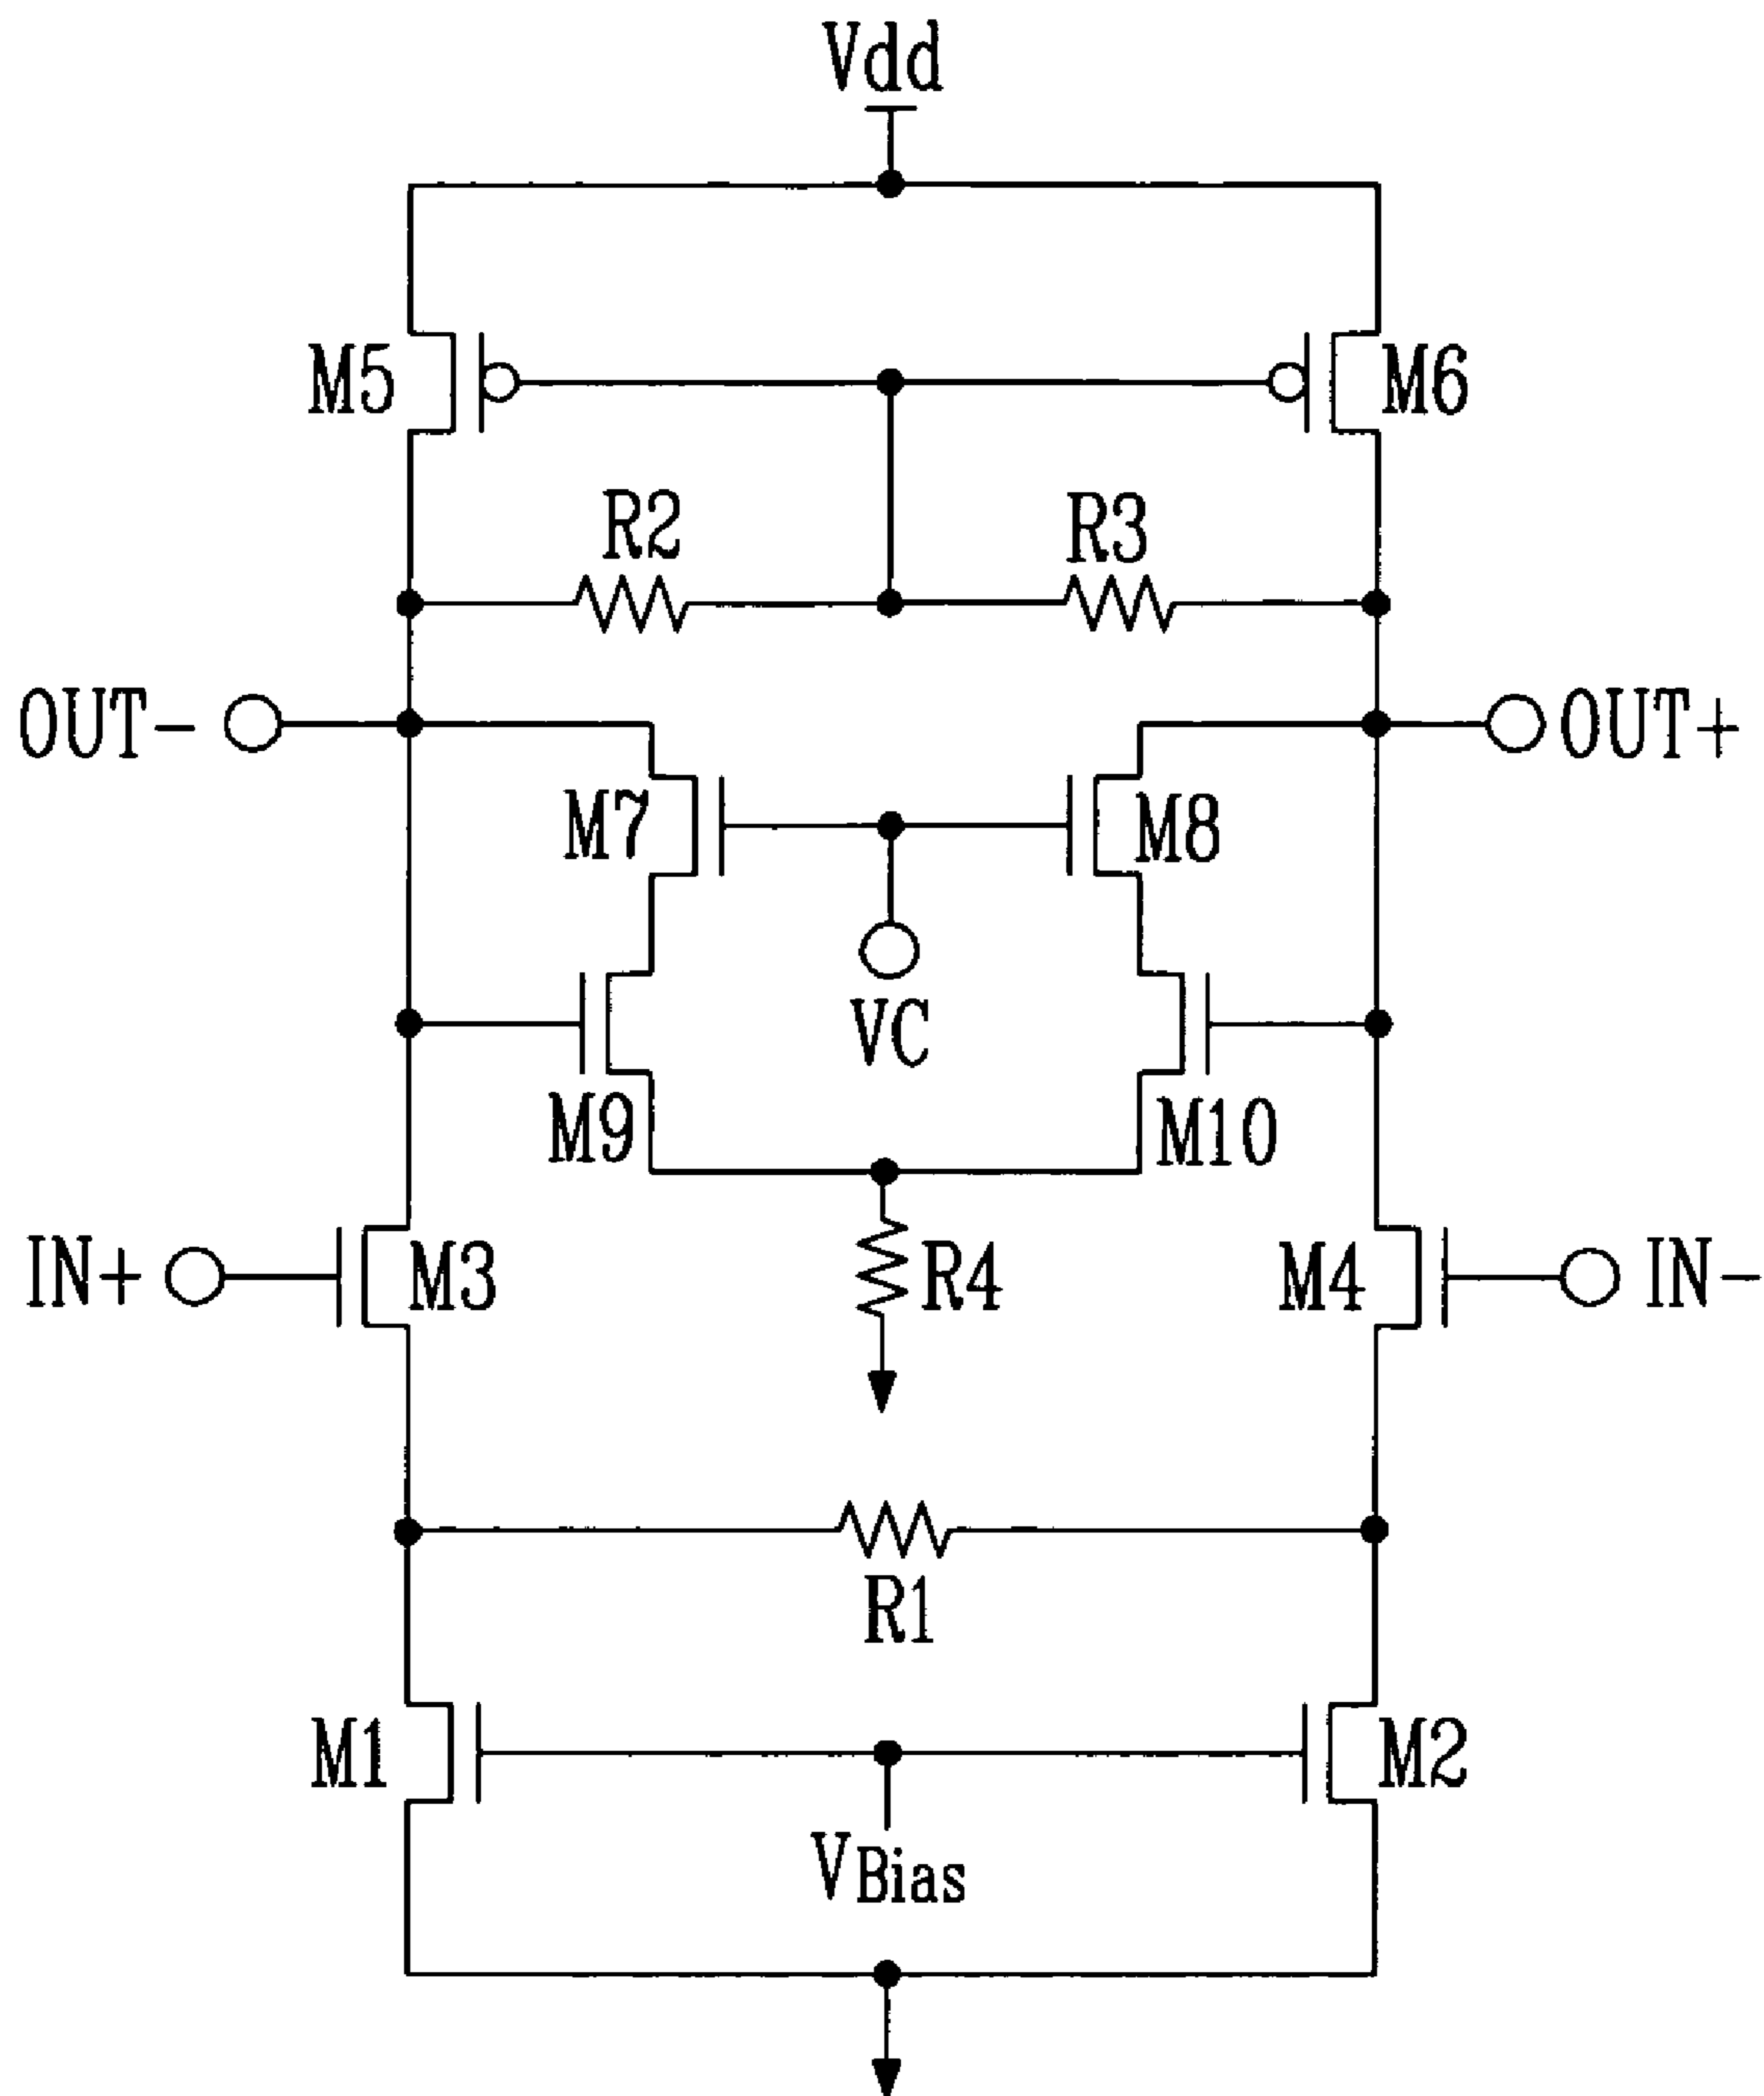 Vdd
M5
M6
R2
R3
OUT-
OUT+
M7
M8
VC
M9
M10
IN+
M3
R4
M4
IN-
R1
M1
M2
VBias